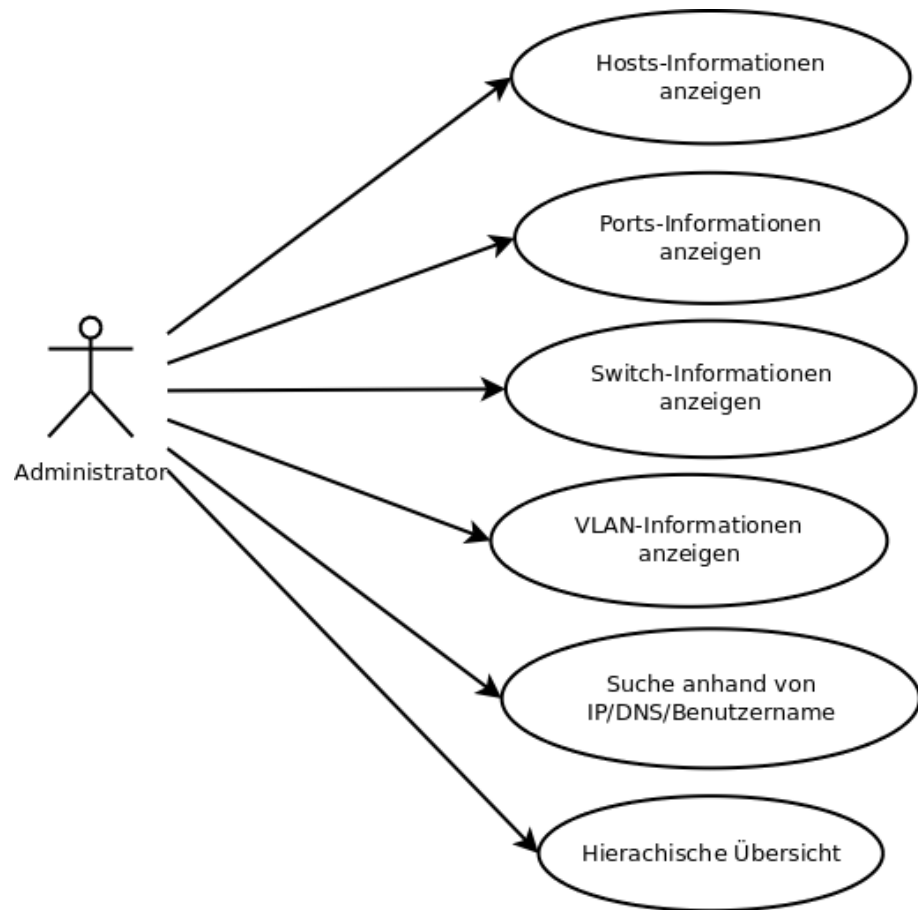 Hosts-Informationen
anzeigen
Ports-Informationen
anzeigen
Switch-Informationen
anzeigen
Administrator
VLAN-Informationen
anzeigen
Suche anhand von
IP/DNS/Benutzername
Hierachische Übersicht